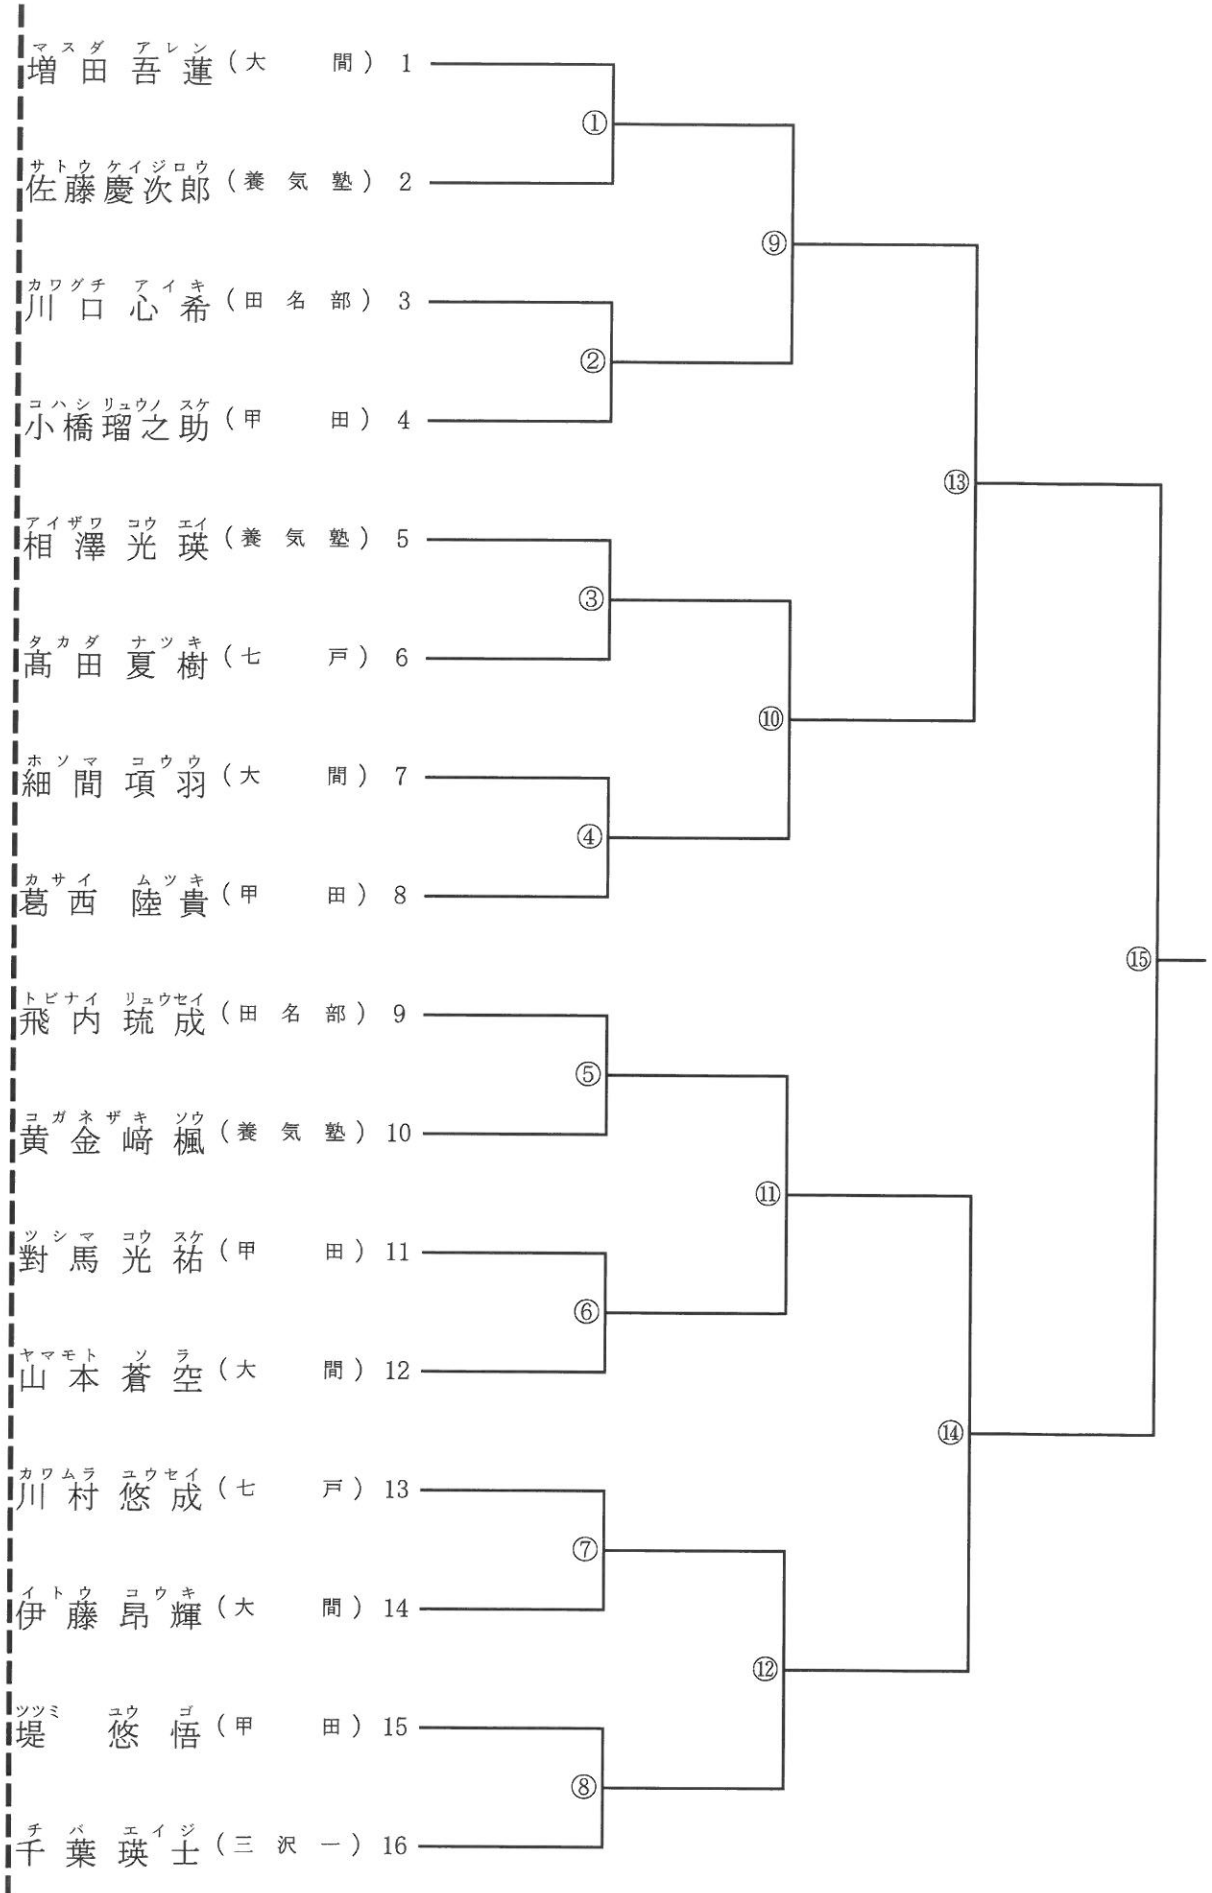 マスダ アレン
増田吾蓮(大間) 1
①
サトウ ケイジロウ
佐藤慶次郎(養気塾) 2
⑨
カワグチ アイキ
川口心希(田名部) 3
②
コハシ リュウノスケ
小橋瑠之助(甲田) 4
⑬
アイザワ コウエイ
相澤光瑛(養気塾) 5
③
タカダ ナツキ
髙田夏樹(七戸) 6
⑩
ホソマ コウウ
細間項羽(大間) 7
④
カサイ ムツキ
葛西陸貴(甲田) 8
⑮
トビナイ リュウセイ
飛内琉成(田名部) 9
⑤
コガネザキ ソウ
黄金﨑楓(養気塾) 10
⑪
ツシマ コウスケ
對馬光祐(甲田) 11
⑥
ヤマモト ソラ
山本蒼空(大間) 12
⑭
カワムラ ユウセイ
川村悠成(七戸) 13
⑦
イトウ コウキ
伊藤昂輝(大間) 14
⑫
ツツミ ユウゴ
堤悠悟(甲田) 15
⑧
チバ エイジ
千葉瑛士(三沢一) 16